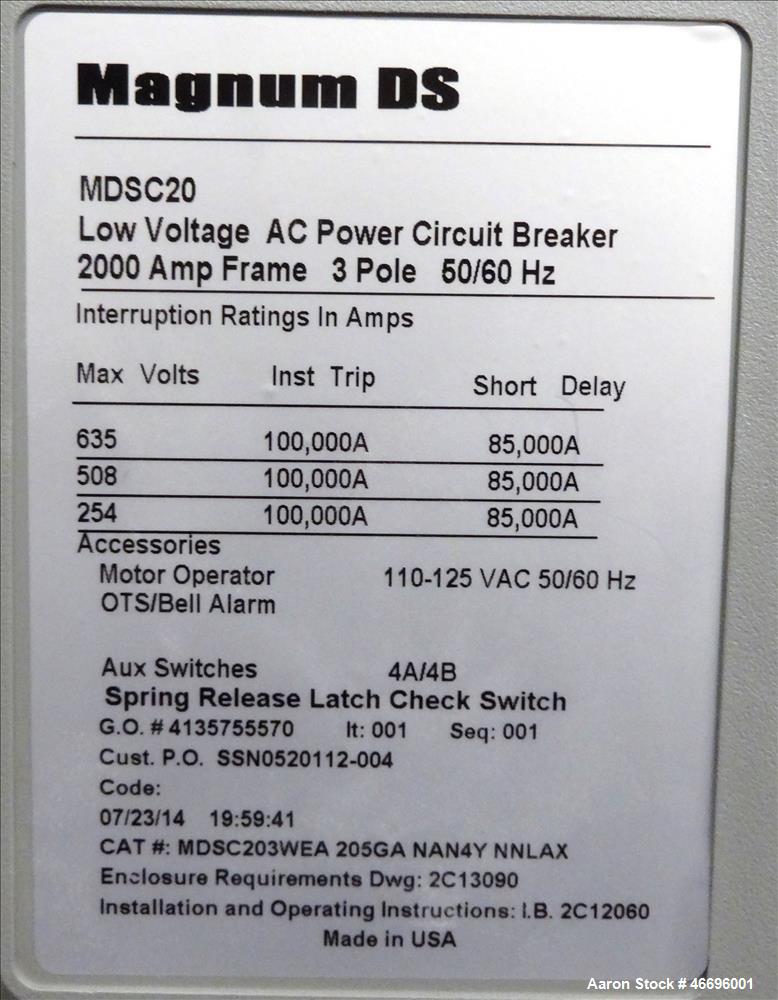 Magnum DS
MDSC20
Low Voltage AC Power Circuit Breaker
2000 Amp Frame 3 Pole 50/60 Hz
Interruption Ratings In Amps
Max Volts Inst Trip Short Delay
635 100,000A 85,000A
508 100,000A 85,000A
254 100,000A 85,000A
Accessories
Motor Operator 110-125 VAC 50/60 Hz
OTS/Bell Alarm
Aux Switches 4A/4B
Spring Release Latch Check Switch
G.O. # 4135755570 It: 001 Seq: 001
Cust. P.O. SSN0520112-004
Code:
07/23/14 19:59:41
CAT #: MDSC203WEA 205GA NAN4Y NNLAX
Enclosure Requirements Dwg: 2C13090
Installation and Operating Instructions: I.B. 2C12060
Made in USA
Aaron Stock # 46696001